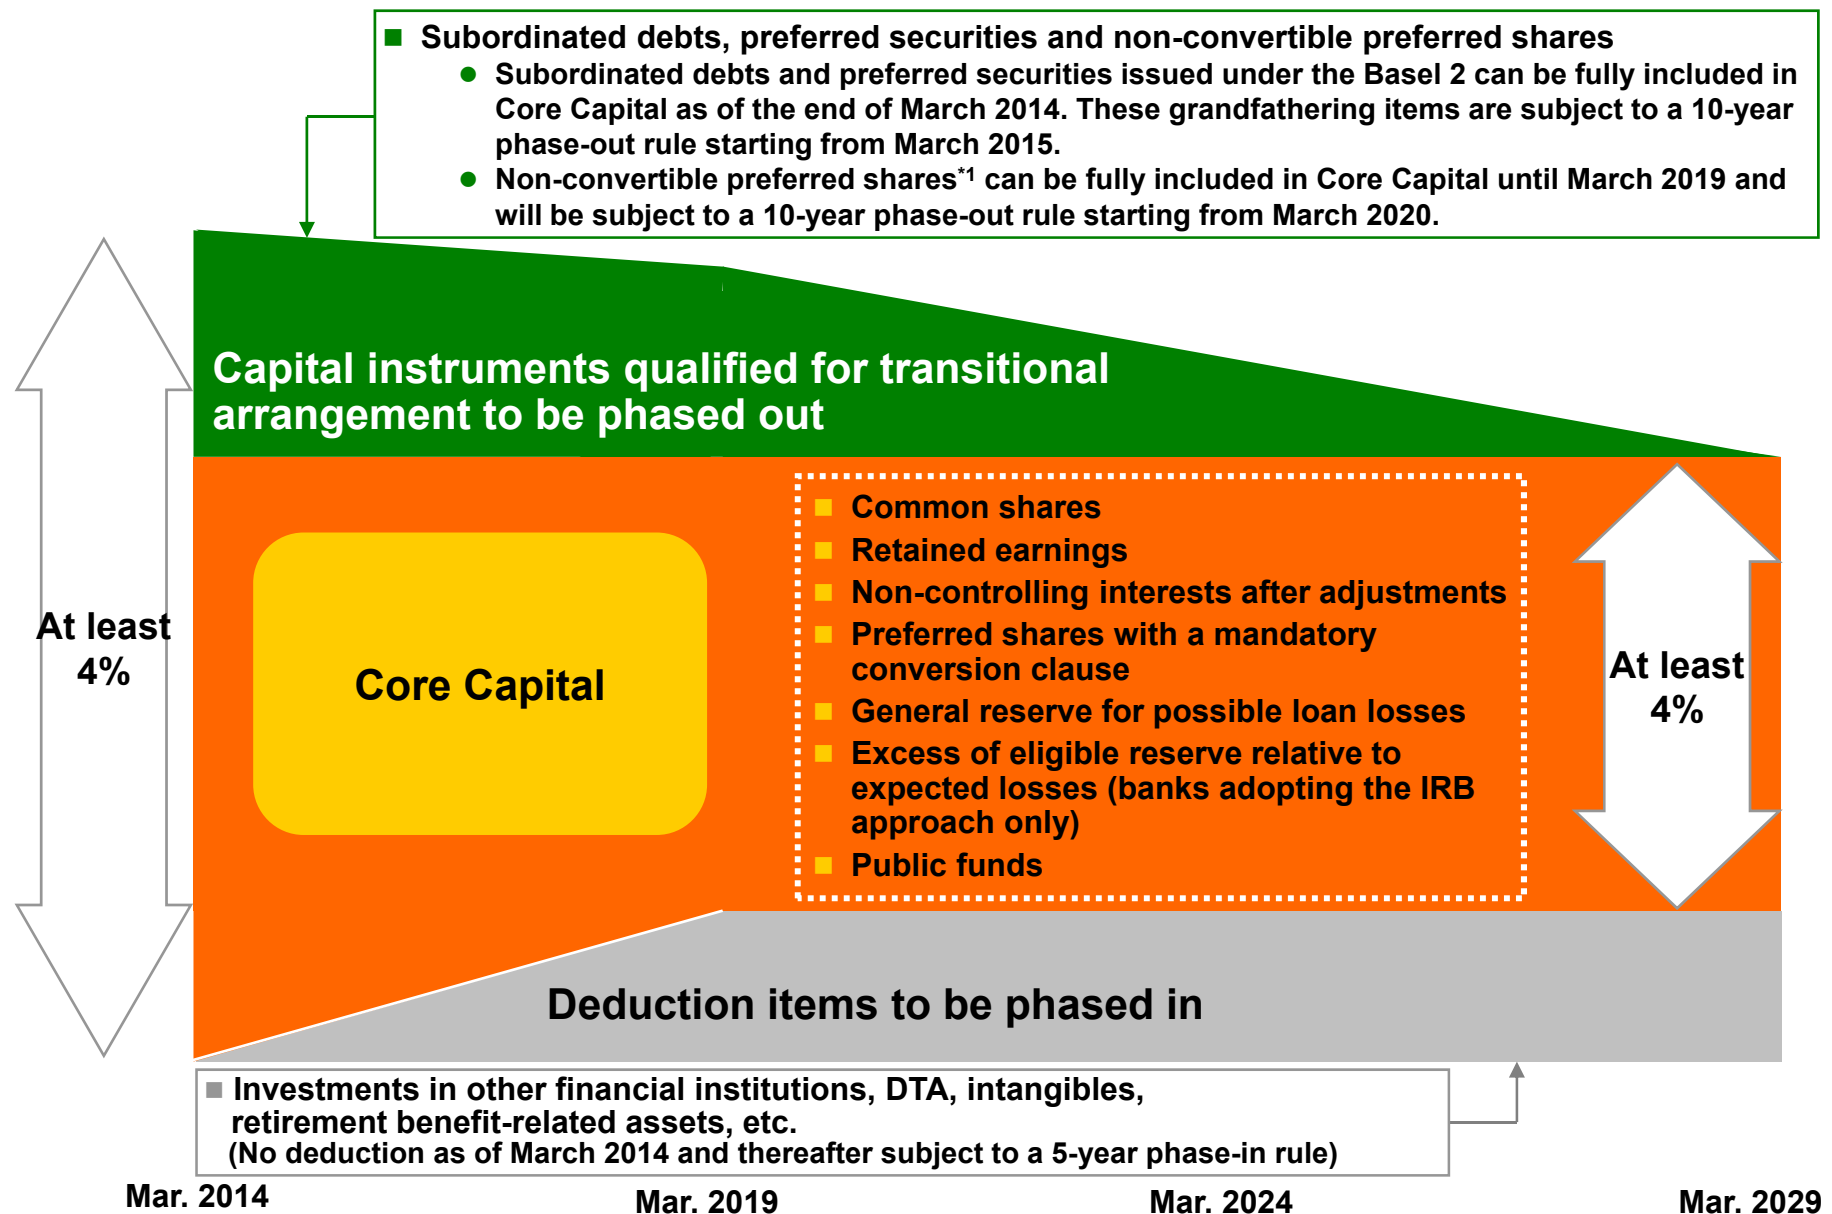 ■ Subordinated debts, preferred securities and non-convertible preferred shares
● Subordinated debts and preferred securities issued under the Basel 2 can be fully included in
Core Capital as of the end of March 2014. These grandfathering items are subject to a 10-year
phase-out rule starting from March 2015.
● Non-convertible preferred shares*1 can be fully included in Core Capital until March 2019 and
will be subject to a 10-year phase-out rule starting from March 2020.
Capital instruments qualified for transitional
arrangement to be phased out
At least
4%
Core Capital
■ Common shares
■ Retained earnings
■ Non-controlling interests after adjustments
■ Preferred shares with a mandatory
conversion clause
■ General reserve for possible loan losses
■ Excess of eligible reserve relative to
expected losses (banks adopting the IRB
approach only)
■ Public funds
At least
4%
Deduction items to be phased in
■ Investments in other financial institutions, DTA, intangibles,
retirement benefit-related assets, etc.
(No deduction as of March 2014 and thereafter subject to a 5-year phase-in rule)
Mar. 2014
Mar. 2019
Mar. 2024
Mar. 2029